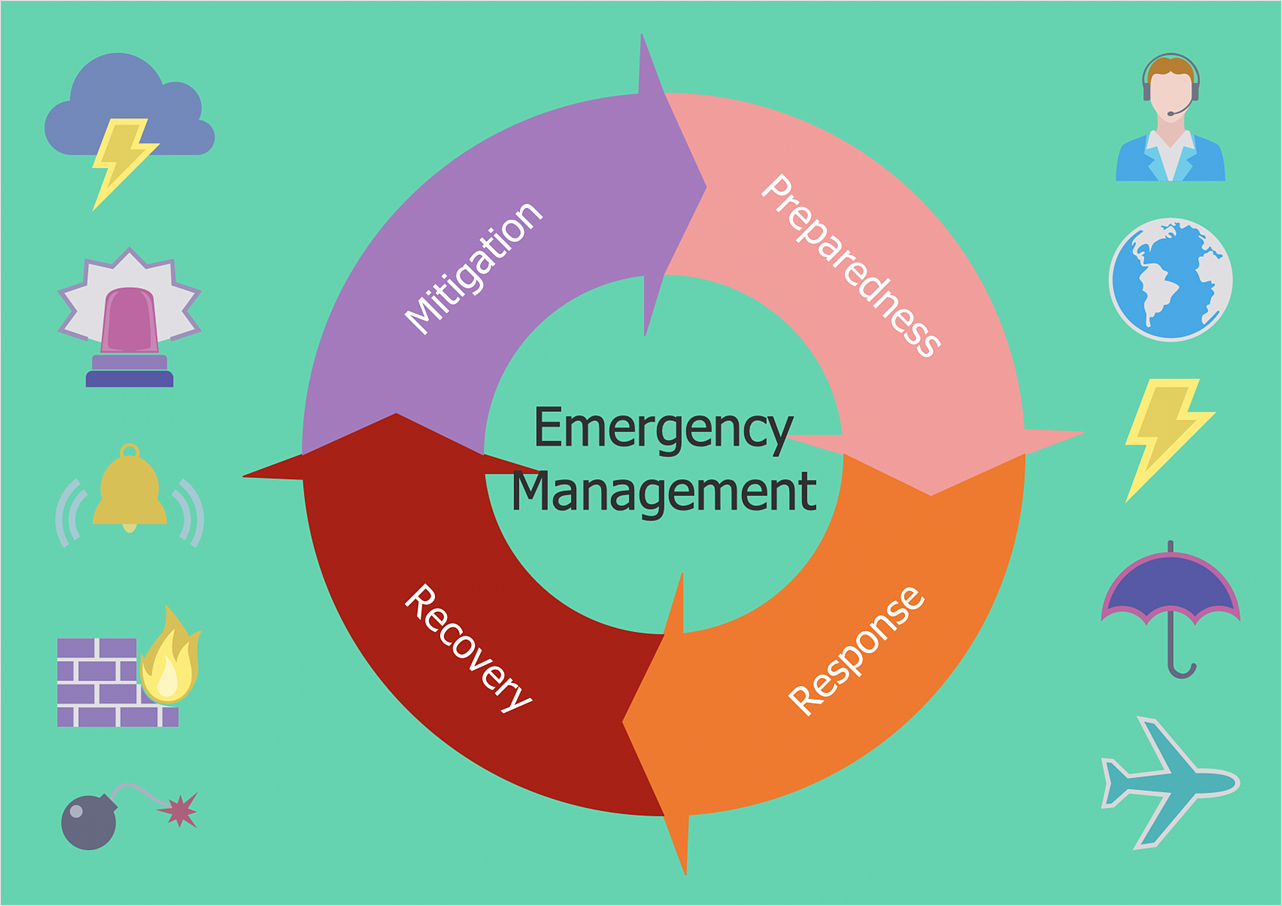 Mitigation
Preparedness
Emergency
Management
Recovery
Response